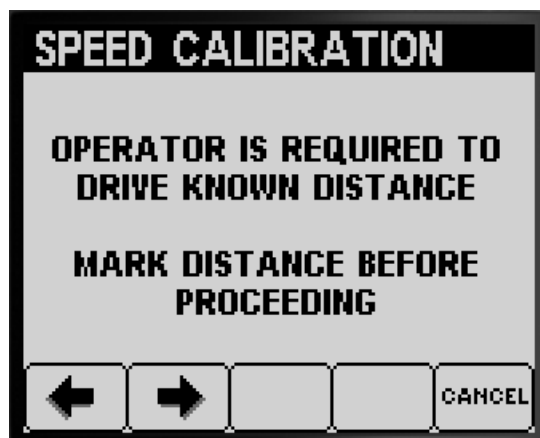 SPEED CALIBRATION
OPERATOR IS REQUIRED TO
DRIVE KNOWN DISTANCE
MARK DISTANCE BEFORE
PROCEEDING
CANCEL